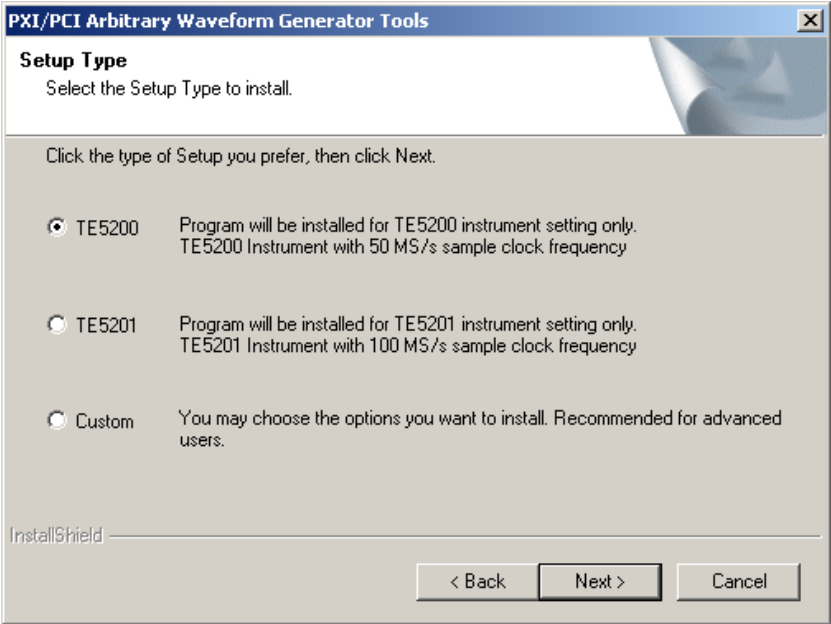 PXI/PCI Arbitrary Waveform Generator Tools
Setup Type
Select the Setup Type to install.
Click the type of Setup you prefer, then click Next.
TE5200
Program will be installed for TE5200 instrument setting only.
TE5200 Instrument with 50 MS/s sample clock frequency
TE5201
Program will be installed for TE5201 instrument setting only.
TE5201 Instrument with 100 MS/s sample clock frequency
Custom
You may choose the options you want to install. Recommended for advanced
users.
InstallShield
< Back
Next >
Cancel